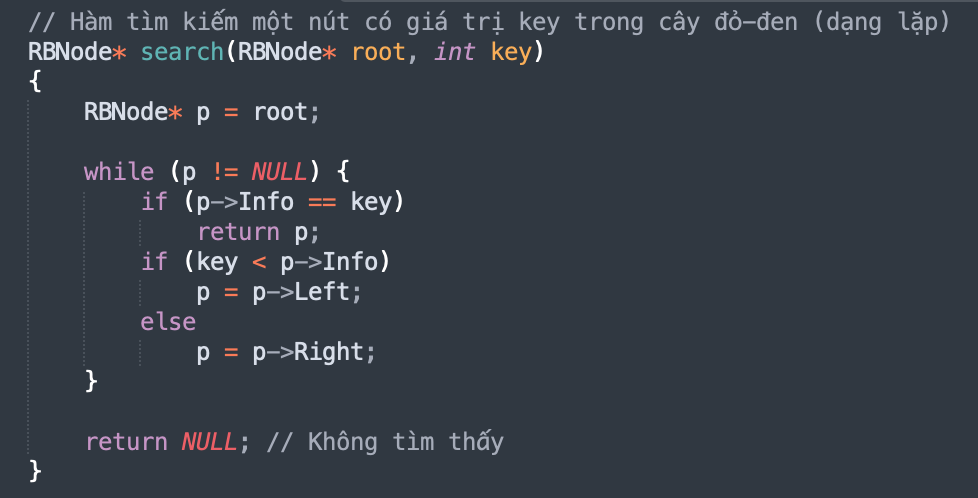 // Hàm tìm kiếm một nút có giá trị key trong cây đỏ-đen (dạng lặp)
RBNode* search(RBNode* root, int key)
{
    RBNode* p = root;

    while (p != NULL) {
        if (p->Info == key)
            return p;
        if (key < p->Info)
            p = p->Left;
        else
            p = p->Right;
    }

    return NULL; // Không tìm thấy
}